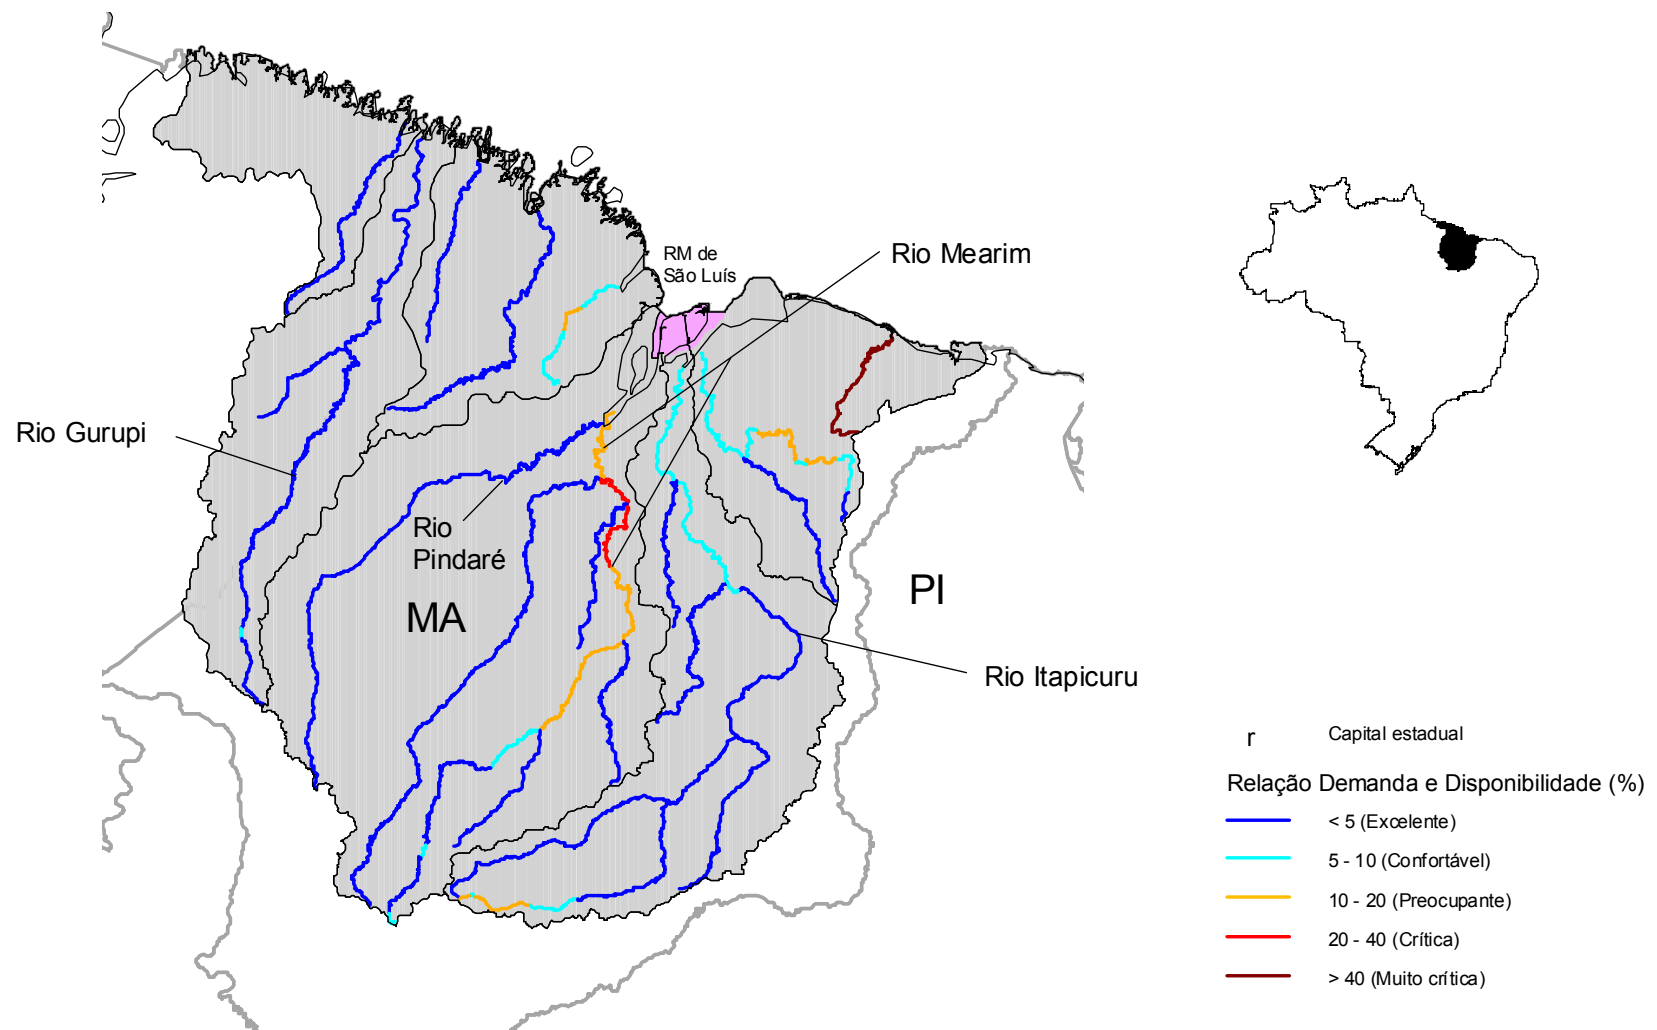 RM de
São Luís
Rio Mearim
Rio Gurupi
Rio
Pindaré
MA
PI
Rio Itapicuru
r Capital estadual
Relação Demanda e Disponibilidade (%)
< 5 (Excelente)
5 - 10 (Confortável)
10 - 20 (Preocupante)
20 - 40 (Crítica)
> 40 (Muito crítica)